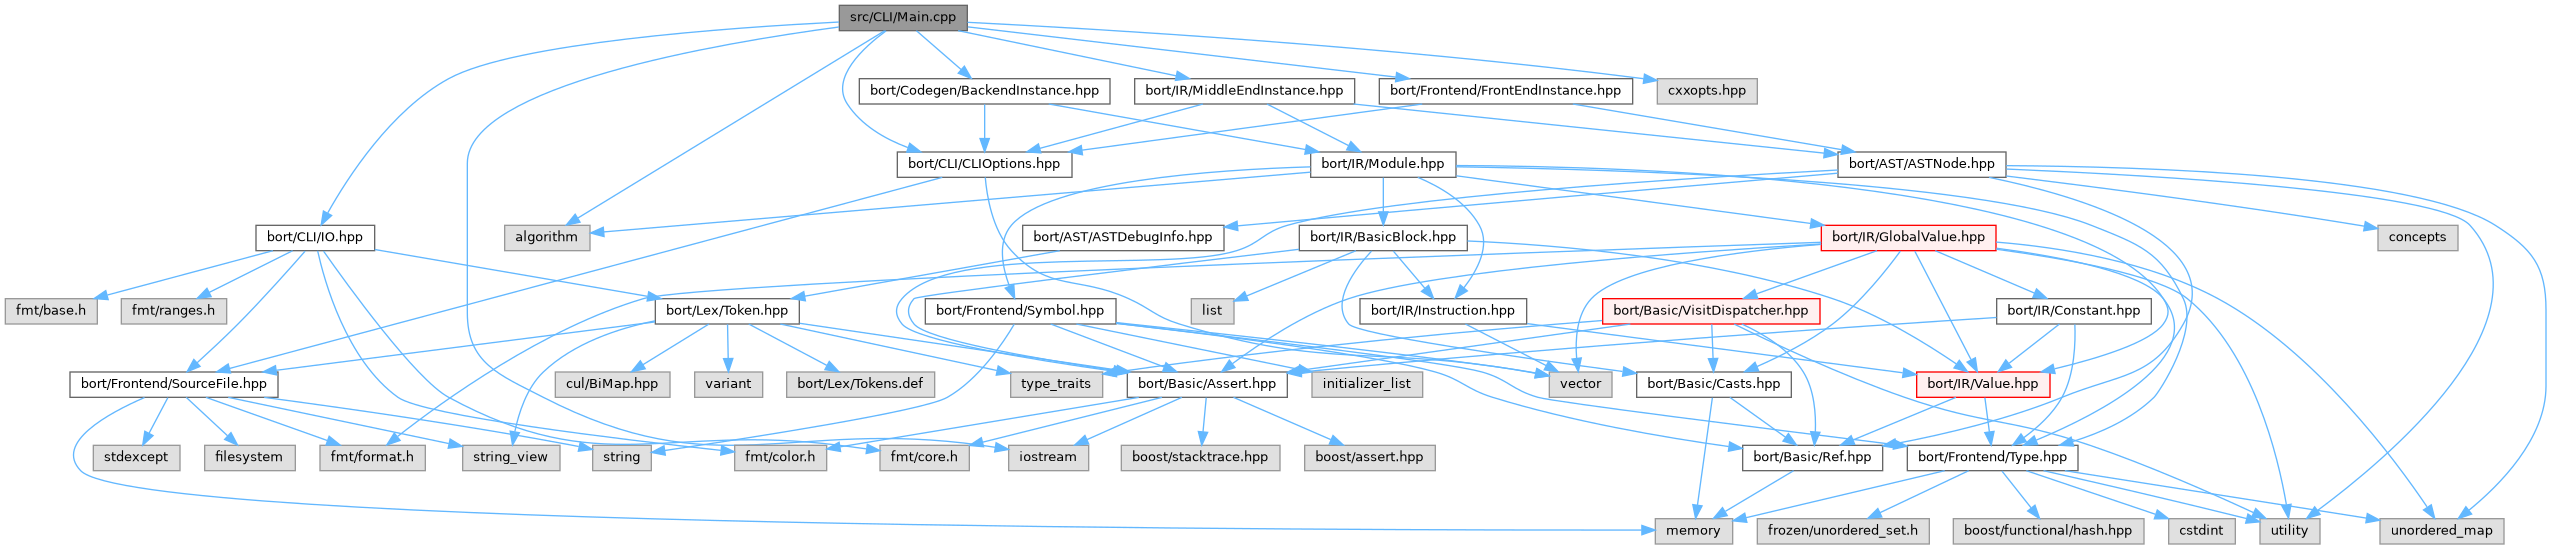 src/CLI/Main.cpp
bort/Codegen/BackendInstance.hpp
bort/IR/MiddleEndInstance.hpp
bort/Frontend/FrontEndInstance.hpp
cxxopts.hpp
bort/CLI/CLIOptions.hpp
bort/IR/Module.hpp
bort/AST/ASTNode.hpp
bort/CLI/IO.hpp
algorithm
bort/AST/ASTDebugInfo.hpp
bort/IR/BasicBlock.hpp
bort/IR/GlobalValue.hpp
concepts
fmt/base.h
fmt/ranges.h
bort/Lex/Token.hpp
bort/Frontend/Symbol.hpp
list
bort/IR/Instruction.hpp
bort/Basic/VisitDispatcher.hpp
bort/IR/Constant.hpp
bort/Frontend/SourceFile.hpp
cul/BiMap.hpp
variant
bort/Lex/Tokens.def
type_traits
bort/Basic/Assert.hpp
initializer_list
vector
bort/Basic/Casts.hpp
bort/IR/Value.hpp
stdexcept
filesystem
fmt/format.h
string_view
string
fmt/color.h
fmt/core.h
iostream
boost/stacktrace.hpp
boost/assert.hpp
bort/Basic/Ref.hpp
bort/Frontend/Type.hpp
memory
frozen/unordered_set.h
boost/functional/hash.hpp
cstdint
utility
unordered_map